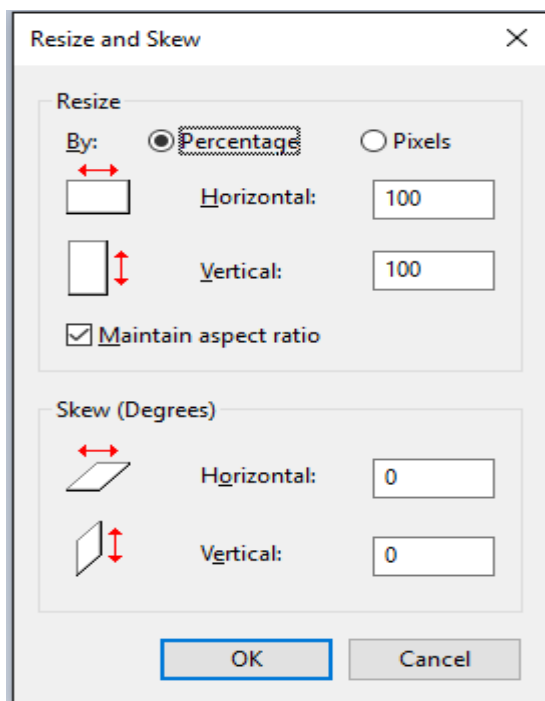 Resize and Skew
Resize
By: Percentage Pixels
Horizontal: 100
Vertical: 100
Maintain aspect ratio
Skew (Degrees)
Horizontal: 0
Vertical: 0
OK Cancel